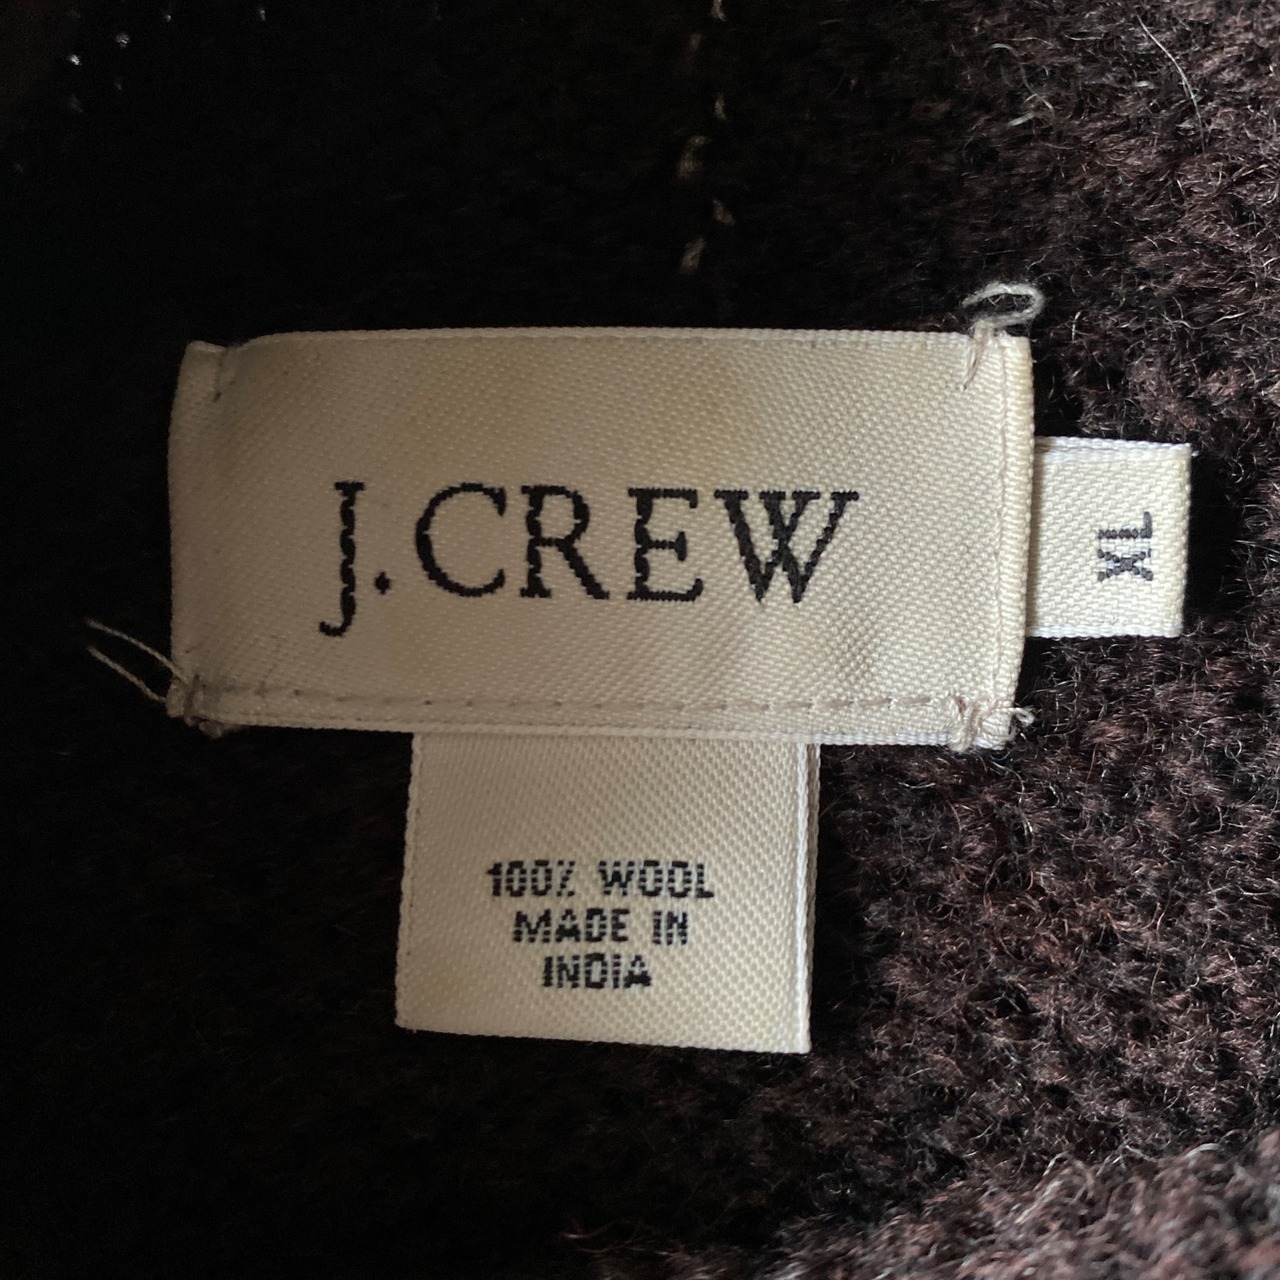 J.CREW
XL
100% WOOL
MADE IN
INDIA